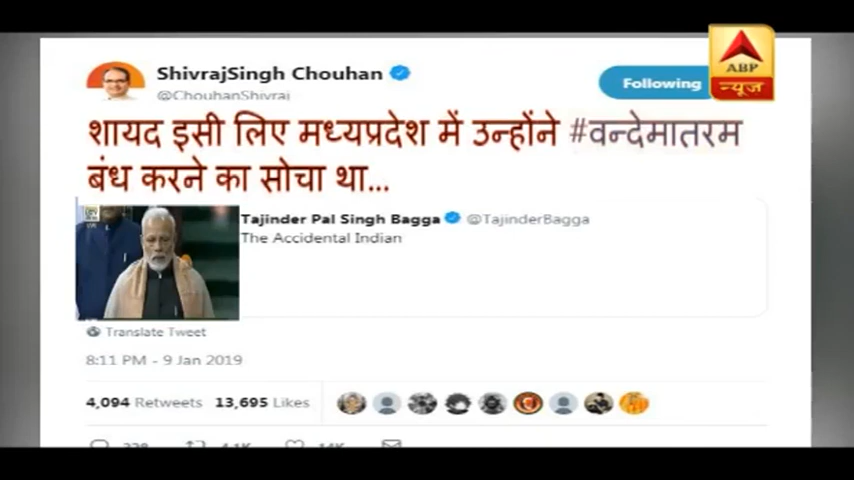 ShivrajSingh Chouhan
@ChouhanShivraj
Following
ABP
न्यूज़
शायद इसी लिए मध्यप्रदेश में उन्होंने #वन्देमातरम
बंध करने का सोचा था...
Tajinder Pal Singh Bagga @TajinderBagga
The Accidental Indian
Translate Tweet
8:11 PM - 9 Jan 2019
4,094 Retweets 13,695 Likes